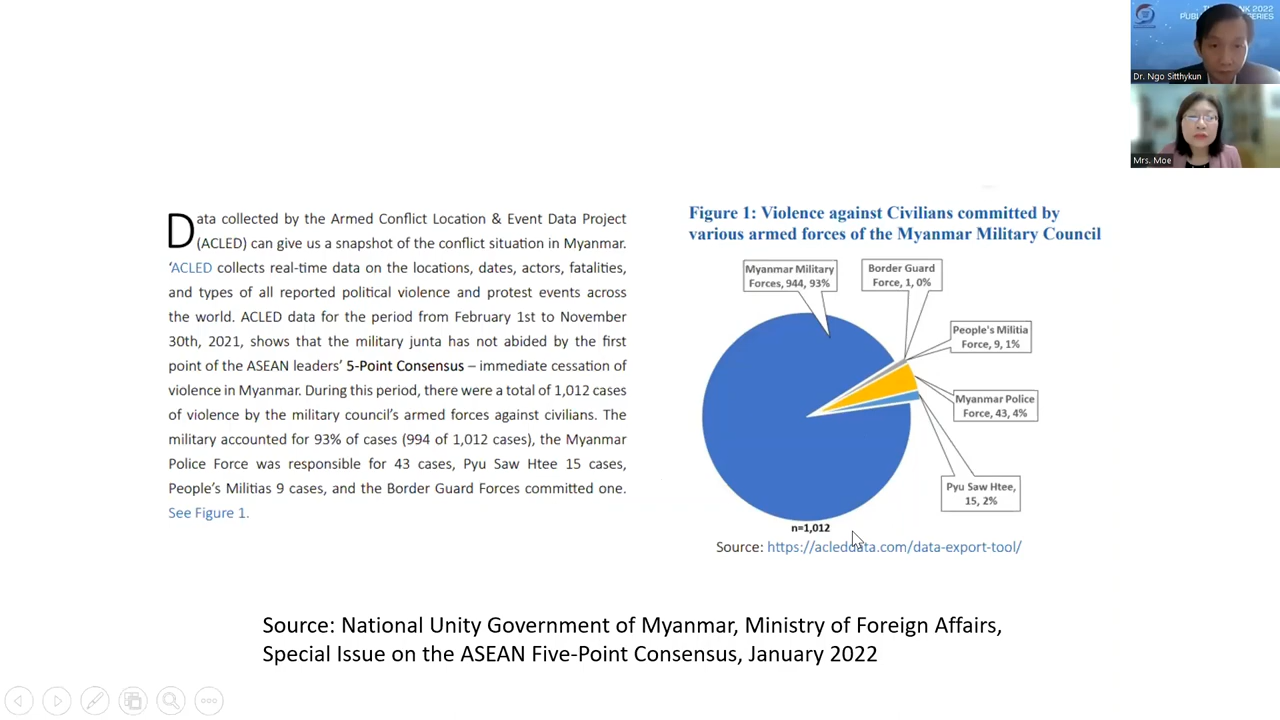 NK 2022
PUBL
ERIES
Dr. Ngo Sitthykun
Mrs. Moe
Data collected by the Armed Conflict Location & Event Data Project
(ACLED) can give us a snapshot of the conflict situation in Myanmar.
‘ACLED collects real-time data on the locations, dates, actors, fatalities,
and types of all reported political violence and protest events across
the world. ACLED data for the period from February 1st to November
30th, 2021, shows that the military junta has not abided by the first
point of the ASEAN leaders’ 5-Point Consensus – immediate cessation of
violence in Myanmar. During this period, there were a total of 1,012 cases
of violence by the military council’s armed forces against civilians. The
military accounted for 93% of cases (994 of 1,012 cases), the Myanmar
Police Force was responsible for 43 cases, Pyu Saw Htee 15 cases,
People’s Militias 9 cases, and the Border Guard Forces committed one.
See Figure 1.
Figure 1: Violence against Civilians committed by
various armed forces of the Myanmar Military Council
Myanmar Military
Forces, 944, 93%
Border Guard
Force, 1, 0%
People's Militia
Force, 9, 1%
Myanmar Police
Force, 43, 4%
Pyu Saw Htee,
15, 2%
n=1,012
Source: https://acleddata.com/data-export-tool/
Source: National Unity Government of Myanmar, Ministry of Foreign Affairs,
Special Issue on the ASEAN Five-Point Consensus, January 2022